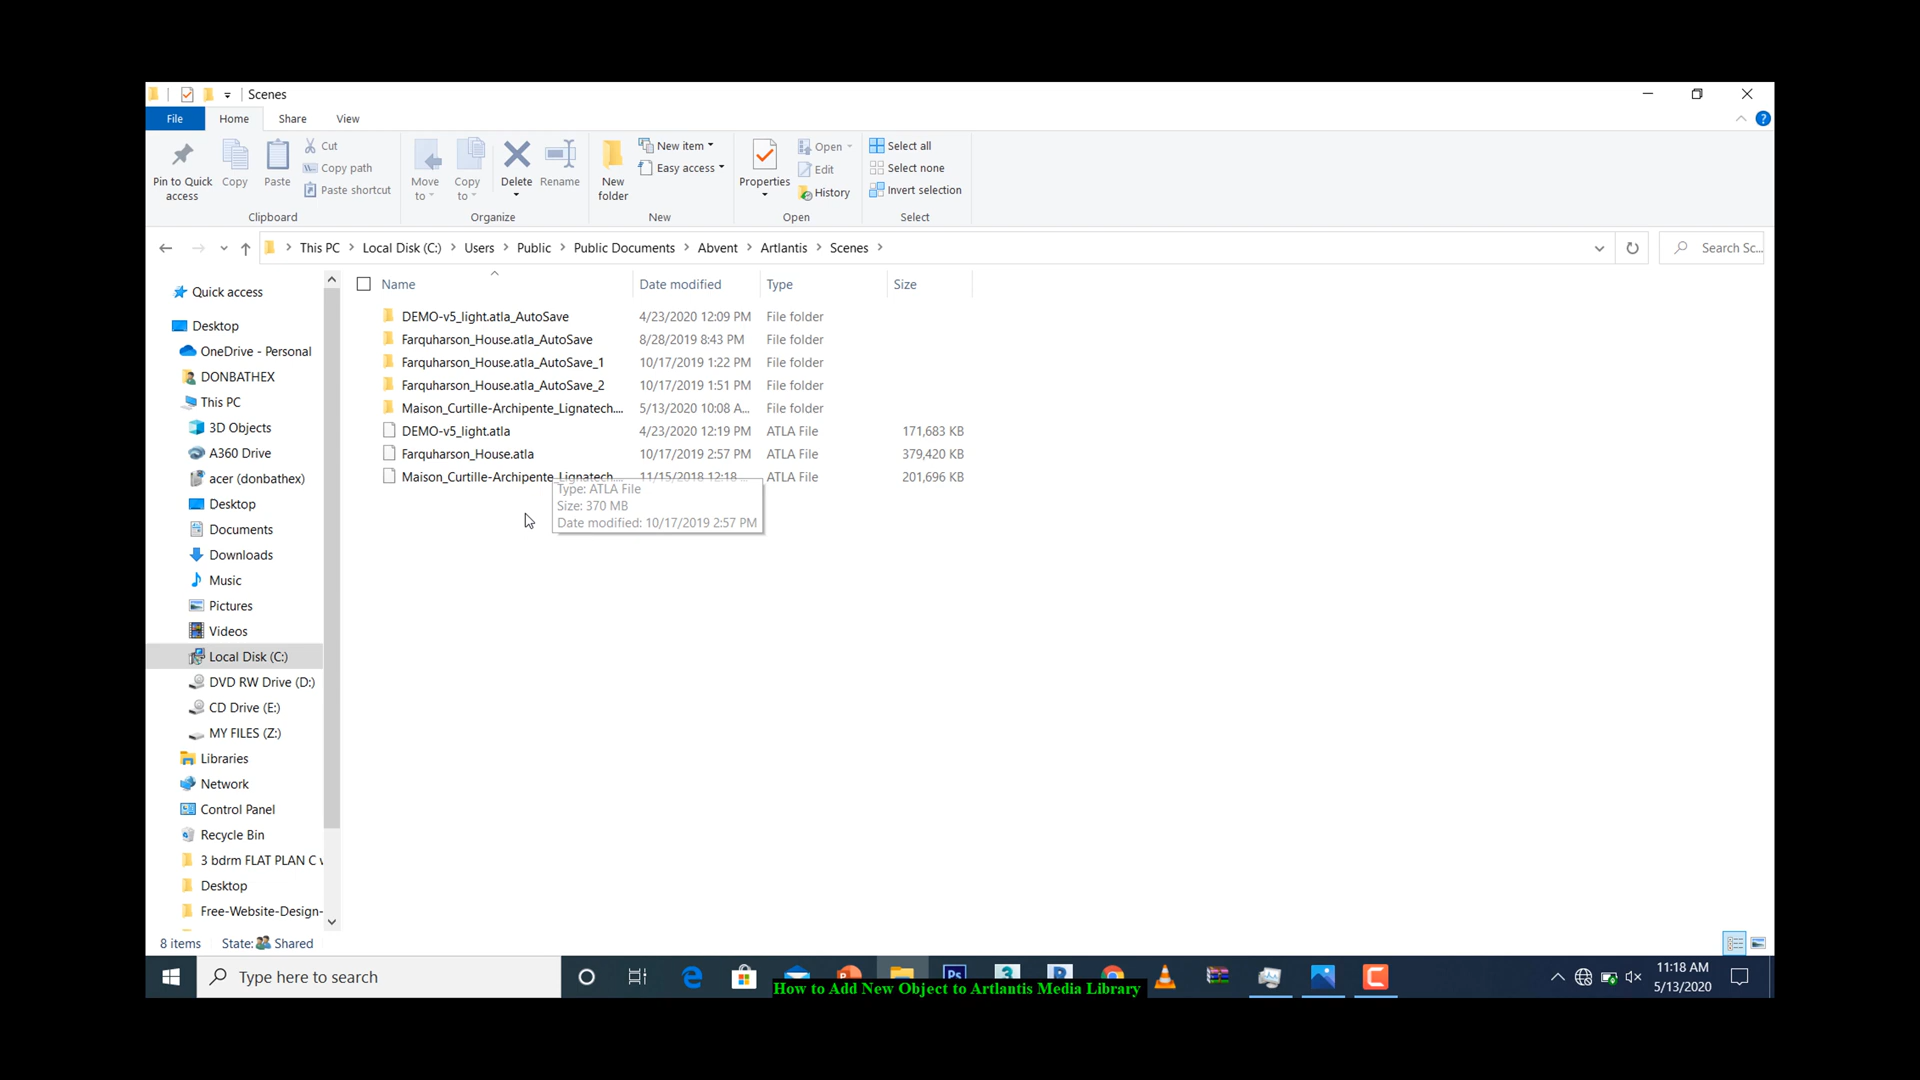 Scenes
File Home Share View
Pin to Quick access
Copy
Paste
Cut
Copy path
Paste shortcut
Clipboard
Move to
Copy to
Delete
Rename
Organize
New folder
New item
Easy access
New
Properties
Open
Edit
History
Open
Select all
Select none
Invert selection
Select
This PC Local Disk (C:) Users Public Public Documents Abvent Artlantis Scenes
Search Sc...
Quick access
Desktop
OneDrive - Personal
DONBATHEX
This PC
3D Objects
A360 Drive
acer (donbathex)
Desktop
Documents
Downloads
Music
Pictures
Videos
Local Disk (C:)
DVD RW Drive (D:)
CD Drive (E:)
MY FILES (Z:)
Libraries
Network
Control Panel
Recycle Bin
3 bdrm FLAT PLAN C
Desktop
Free-Website-Design-
Name Date modified Type Size
DEMO-v5_light.atla_AutoSave 4/23/2020 12:09 PM File folder
Farquharson_House.atla_AutoSave 8/28/2019 8:43 PM File folder
Farquharson_House.atla_AutoSave_1 10/17/2019 1:22 PM File folder
Farquharson_House.atla_AutoSave_2 10/17/2019 1:51 PM File folder
Maison_Curtille-Archipente_Lignatech.... 5/13/2020 10:08 A... File folder
DEMO-v5_light.atla 4/23/2020 12:19 PM ATLA File 171,683 KB
Farquharson_House.atla 10/17/2019 2:57 PM ATLA File 379,420 KB
Maison_Curtille-Archipente_Lignatech.... 11/15/2018 12:18 ... ATLA File 201,696 KB
Type: ATLA File
Size: 370 MB
Date modified: 10/17/2019 2:57 PM
8 items State: Shared
Type here to search
How to Add New Object to Artlantis Media Library
11:18 AM
5/13/2020